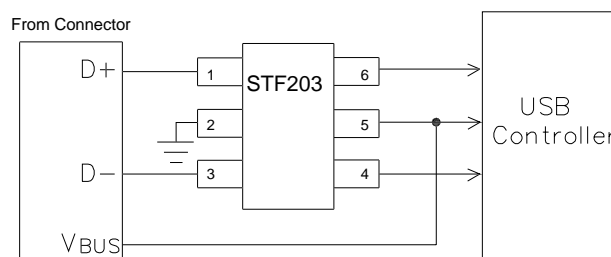 From Connector
D+
1
STF203
6
2
5
USB
Controller
D-
3
4
VBUS